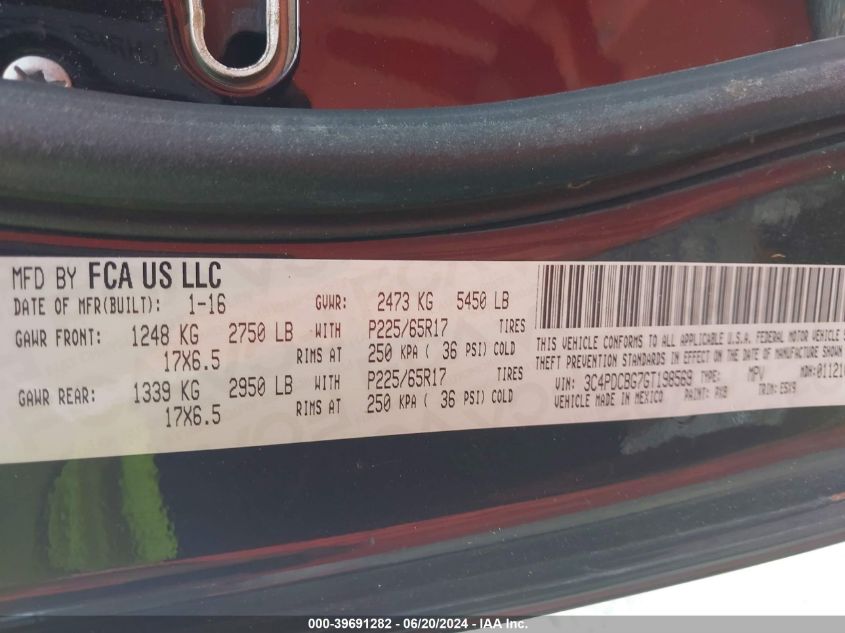 MFD BY FCA US LLC
DATE OF MFR(BUILT): 1-16 GVWR: 2473 KG 5450 LB
GAWR FRONT: 1248 KG 2750 LB WITH P225/65R17 TIRES
17X6.5 RIMS AT 250 KPA ( 36 PSI) COLD
GAWR REAR: 1339 KG 2950 LB WITH P225/65R17 TIRES
17X6.5 RIMS AT 250 KPA ( 36 PSI) COLD
THIS VEHICLE CONFORMS TO ALL APPLICABLE U.S.A. FEDERAL MOTOR VEHICLE S
THEFT PREVENTION STANDARDS IN EFFECT ON THE DATE OF MANUFACTURE SHOW
VIN: 3C4PDCBG7GT198569 TYPE: MPV MDH:01121
VEHICLE MADE IN MEXICO PAINT: TRIM:
000-39691282 - 06/20/2024 - IAA Inc.